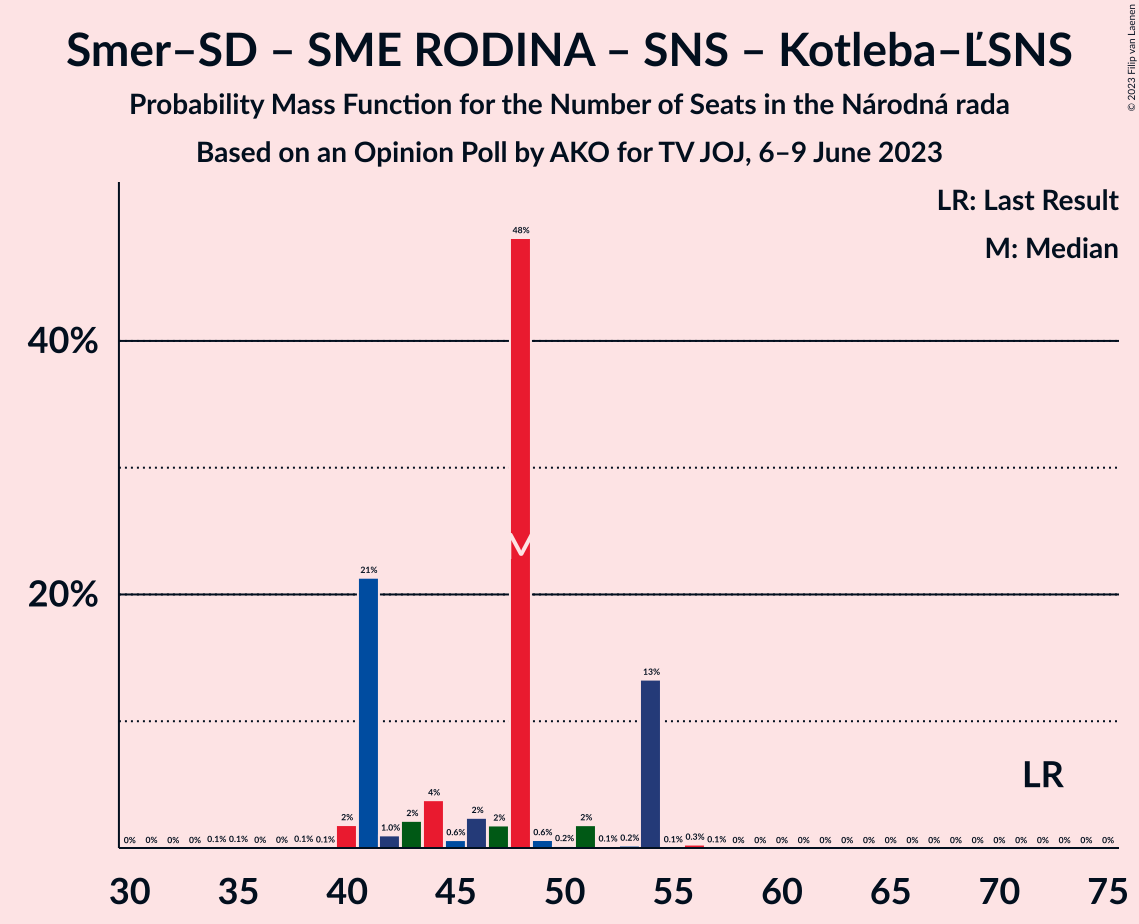 Smer–SD – SME RODINA – SNS – Kotleba–ĽSNS
Probability Mass Function for the Number of Seats in the Národná rada
Based on an Opinion Poll by AKO for TV JOJ, 6–9 June 2023
© 2023 Filip van Laenen
LR: Last Result
M: Median
40%
20%
0% 0% 0% 0% 0.1% 0.1% 0% 0% 0.1% 0.1% 2% 21% 1.0% 2% 4% 0.6% 2% 2% 48% 0.6% 0.2% 2% 0.1% 0.2% 13% 0.1% 0.3% 0.1% 0% 0% 0% 0% 0% 0% 0% 0% 0% 0% 0% 0% 0% 0% 0% 0% 0% 0%
M
LR
30 35 40 45 50 55 60 65 70 75